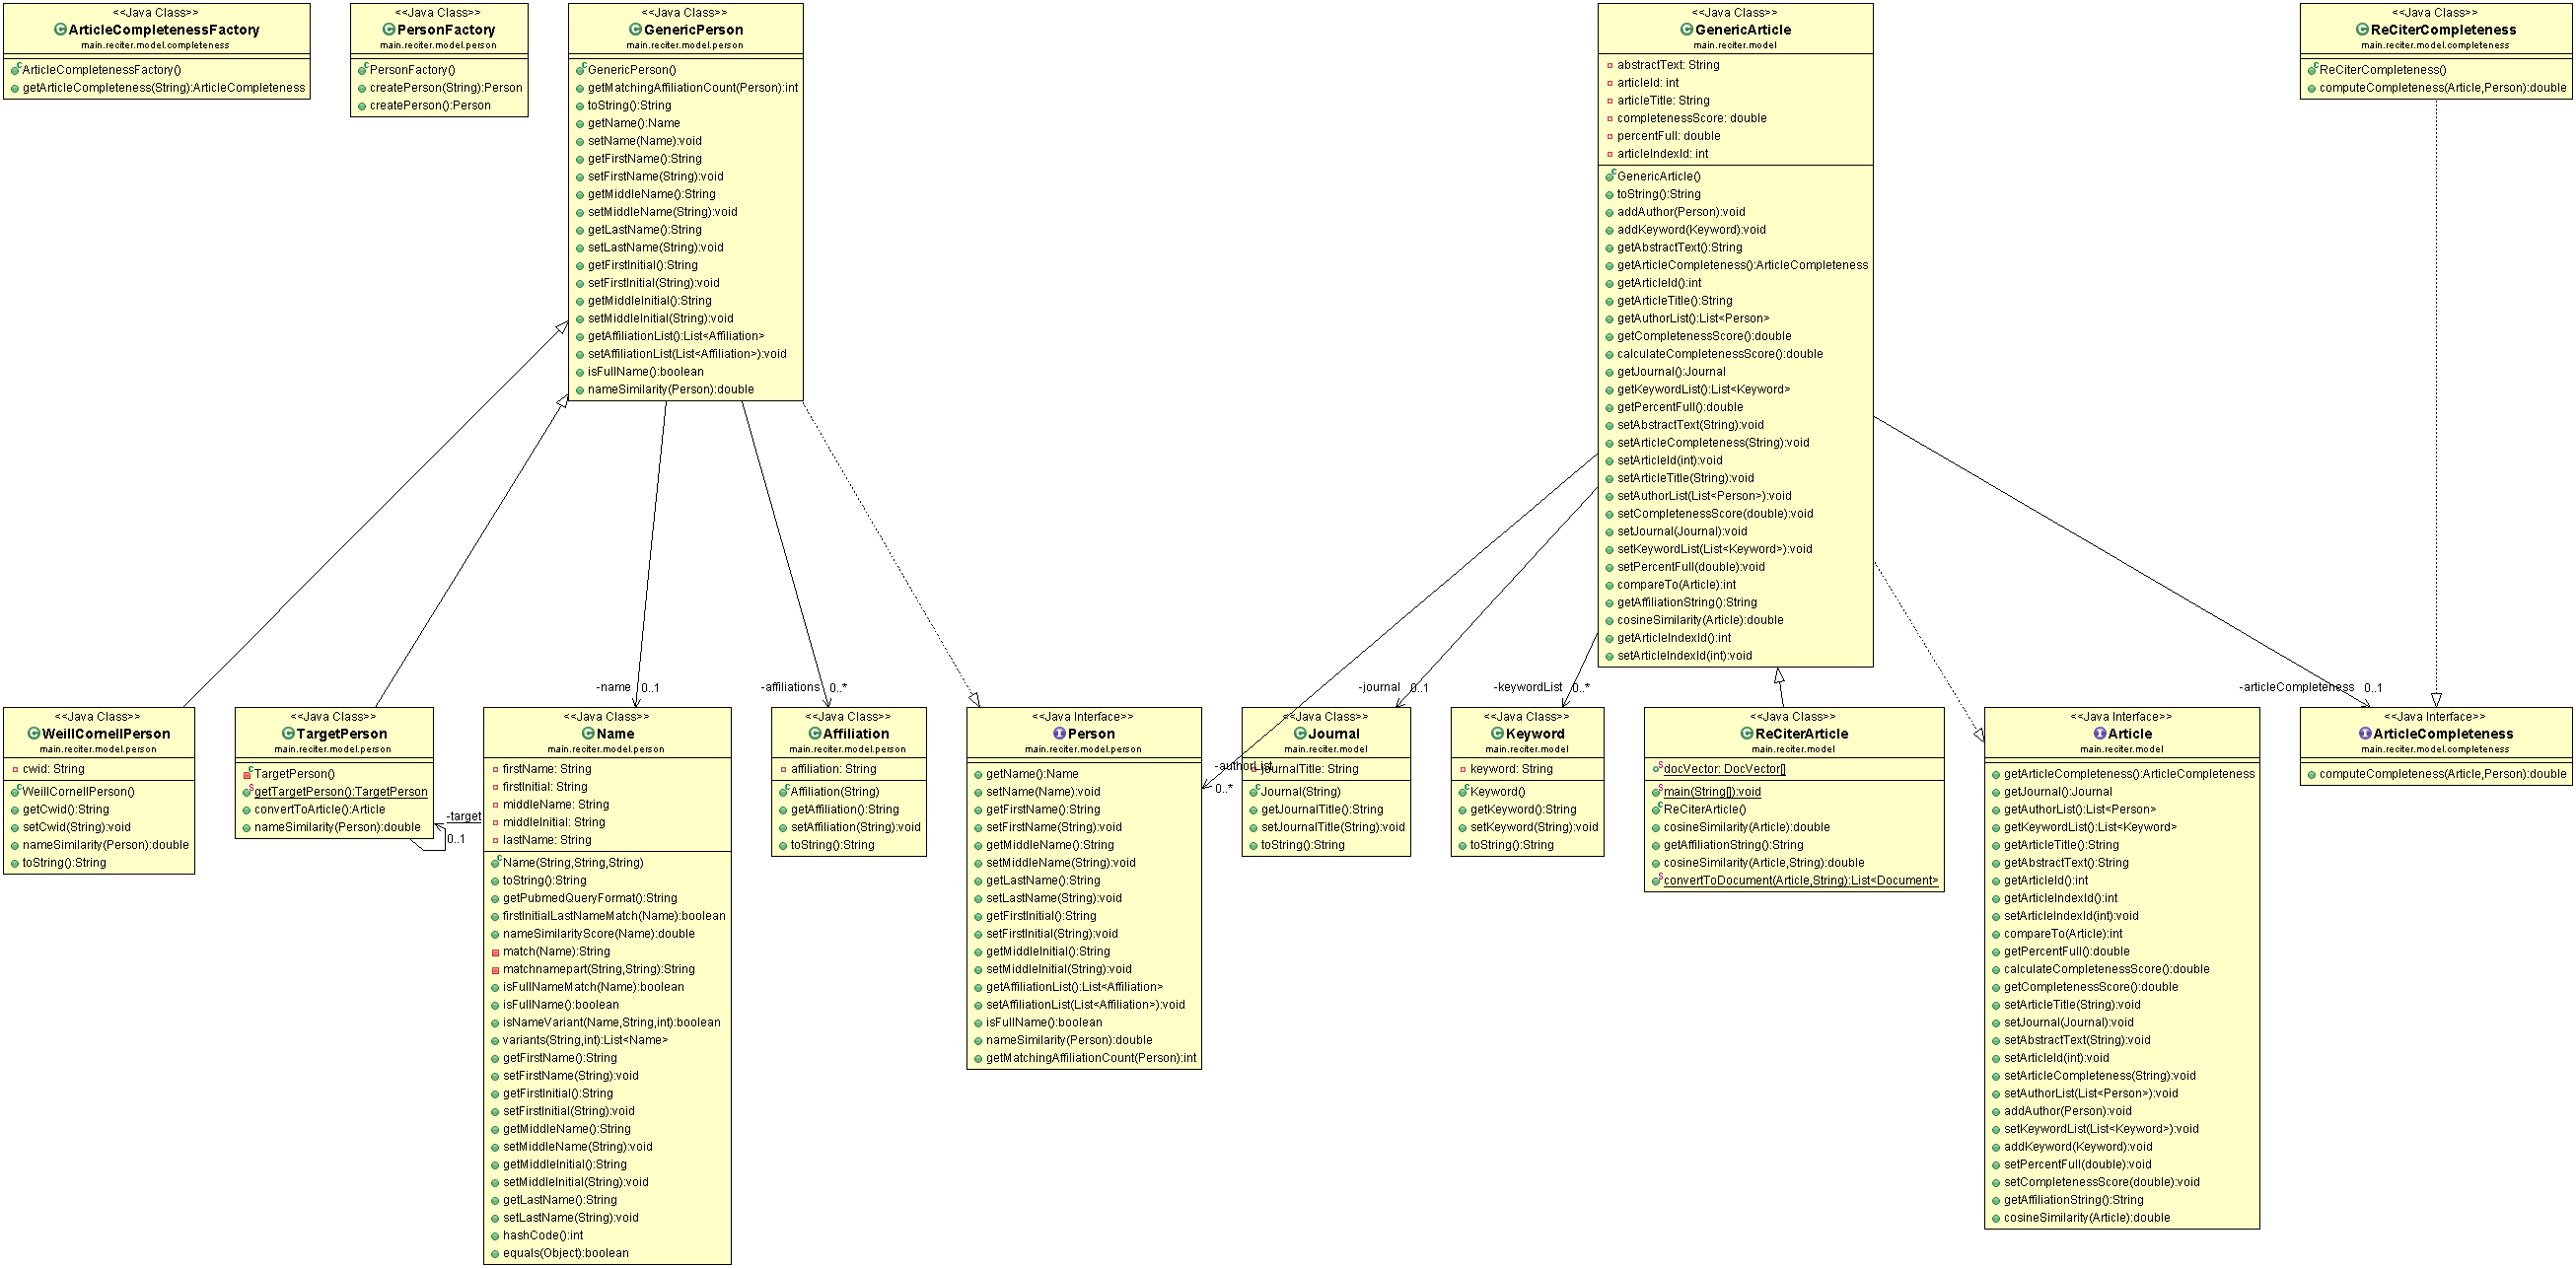 <<Java Class>>
ArticleCompletenessFactory
main.reciter.model.completeness
ArticleCompletenessFactory()
getArticleCompleteness(String):ArticleCompleteness
<<Java Class>>
PersonFactory
main.reciter.model.person
PersonFactory()
createPerson(String):Person
createPerson():Person
<<Java Class>>
GenericPerson
main.reciter.model.person
GenericPerson()
getMatchingAffiliationCount(Person):int
toString():String
getName():Name
setName(Name):void
getFirstName():String
setFirstName(String):void
getMiddleName():String
setMiddleName(String):void
getLastName():String
setLastName(String):void
getFirstInitial():String
setFirstInitial(String):void
getMiddleInitial():String
setMiddleInitial(String):void
getAffiliationList():List<Affiliation>
setAffiliationList(List<Affiliation>):void
isFullName():boolean
nameSimilarity(Person):double
<<Java Class>>
GenericArticle
main.reciter.model
abstractText: String
articleId: int
articleTitle: String
completenessScore: double
percentFull: double
articleIndexId: int
GenericArticle()
toString():String
addAuthor(Person):void
addKeyword(Keyword):void
getAbstractText():String
getArticleCompleteness():ArticleCompleteness
getArticleId():int
getArticleTitle():String
getAuthorList():List<Person>
getCompletenessScore():double
calculateCompletenessScore():double
getJournal():Journal
getKeywordList():List<Keyword>
getPercentFull():double
setAbstractText(String):void
setArticleCompleteness(String):void
setArticleId(int):void
setArticleTitle(String):void
setAuthorList(List<Person>):void
setCompletenessScore(double):void
setJournal(Journal):void
setKeywordList(List<Keyword>):void
setPercentFull(double):void
compareTo(Article):int
getAffiliationString():String
cosineSimilarity(Article):double
getArticleIndexId():int
setArticleIndexId(int):void
<<Java Class>>
ReCiterCompleteness
main.reciter.model.completeness
ReCiterCompleteness()
computeCompleteness(Article,Person):double
-name 0..1
-affiliations 0..*
-journal 0..1
-keywordList 0..*
-articleCompleteness 0..1
<<Java Class>>
WeillCornellPerson
main.reciter.model.person
cwid: String
WeillCornellPerson()
getCwid():String
setCwid(String):void
nameSimilarity(Person):double
toString():String
<<Java Class>>
TargetPerson
main.reciter.model.person
TargetPerson()
getTargetPerson():TargetPerson
convertToArticle():Article
nameSimilarity(Person):double
-target
0..1
<<Java Class>>
Name
main.reciter.model.person
firstName: String
firstInitial: String
middleName: String
middleInitial: String
lastName: String
Name(String,String,String)
toString():String
getPubmedQueryFormat():String
firstInitialLastNameMatch(Name):boolean
nameSimilarityScore(Name):double
match(Name):String
matchnamepart(String,String):String
isFullNameMatch(Name):boolean
isFullName():boolean
isNameVariant(Name,String,int):boolean
variants(String,int):List<Name>
getFirstName():String
setFirstName(String):void
getFirstInitial():String
setFirstInitial(String):void
getMiddleName():String
setMiddleName(String):void
getMiddleInitial():String
setMiddleInitial(String):void
getLastName():String
setLastName(String):void
hashCode():int
equals(Object):boolean
<<Java Class>>
Affiliation
main.reciter.model.person
affiliation: String
Affiliation(String)
getAffiliation():String
setAffiliation(String):void
toString():String
<<Java Interface>>
Person
main.reciter.model.person
getName():Name
setName(Name):void
getFirstName():String
setFirstName(String):void
getMiddleName():String
setMiddleName(String):void
getLastName():String
setLastName(String):void
getFirstInitial():String
setFirstInitial(String):void
getMiddleInitial():String
setMiddleInitial(String):void
getAffiliationList():List<Affiliation>
setAffiliationList(List<Affiliation>):void
isFullName():boolean
nameSimilarity(Person):double
getMatchingAffiliationCount(Person):int
-authorList
0..*
<<Java Class>>
Journal
main.reciter.model
journalTitle: String
Journal(String)
getJournalTitle():String
setJournalTitle(String):void
toString():String
<<Java Class>>
Keyword
main.reciter.model
keyword: String
Keyword()
getKeyword():String
setKeyword(String):void
toString():String
<<Java Class>>
ReCiterArticle
main.reciter.model
docVector: DocVector[]
main(String[]):void
ReCiterArticle()
cosineSimilarity(Article):double
getAffiliationString():String
cosineSimilarity(Article,String):double
convertToDocument(Article,String):List<Document>
<<Java Interface>>
Article
main.reciter.model
getArticleCompleteness():ArticleCompleteness
getJournal():Journal
getAuthorList():List<Person>
getKeywordList():List<Keyword>
getArticleTitle():String
getAbstractText():String
getArticleId():int
getArticleIndexId():int
setArticleIndexId(int):void
compareTo(Article):int
getPercentFull():double
calculateCompletenessScore():double
getCompletenessScore():double
setArticleTitle(String):void
setJournal(Journal):void
setAbstractText(String):void
setArticleId(int):void
setArticleCompleteness(String):void
setAuthorList(List<Person>):void
addAuthor(Person):void
setKeywordList(List<Keyword>):void
addKeyword(Keyword):void
setPercentFull(double):void
setCompletenessScore(double):void
getAffiliationString():String
cosineSimilarity(Article):double
<<Java Interface>>
ArticleCompleteness
main.reciter.model.completeness
computeCompleteness(Article,Person):double